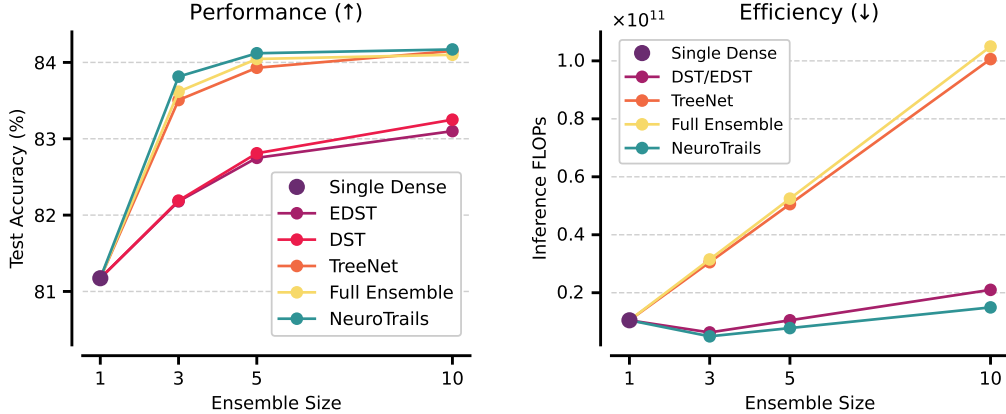 Performance (↑)
Test Accuracy (%)
84
83
82
81
Single Dense
EDST
DST
TreeNet
Full Ensemble
NeuroTrails
1
3
5
10
Ensemble Size
×10¹¹
Efficiency (↓)
Inference FLOPs
1.0
0.8
0.6
0.4
0.2
Single Dense
DST/EDST
TreeNet
Full Ensemble
NeuroTrails
1
3
5
10
Ensemble Size